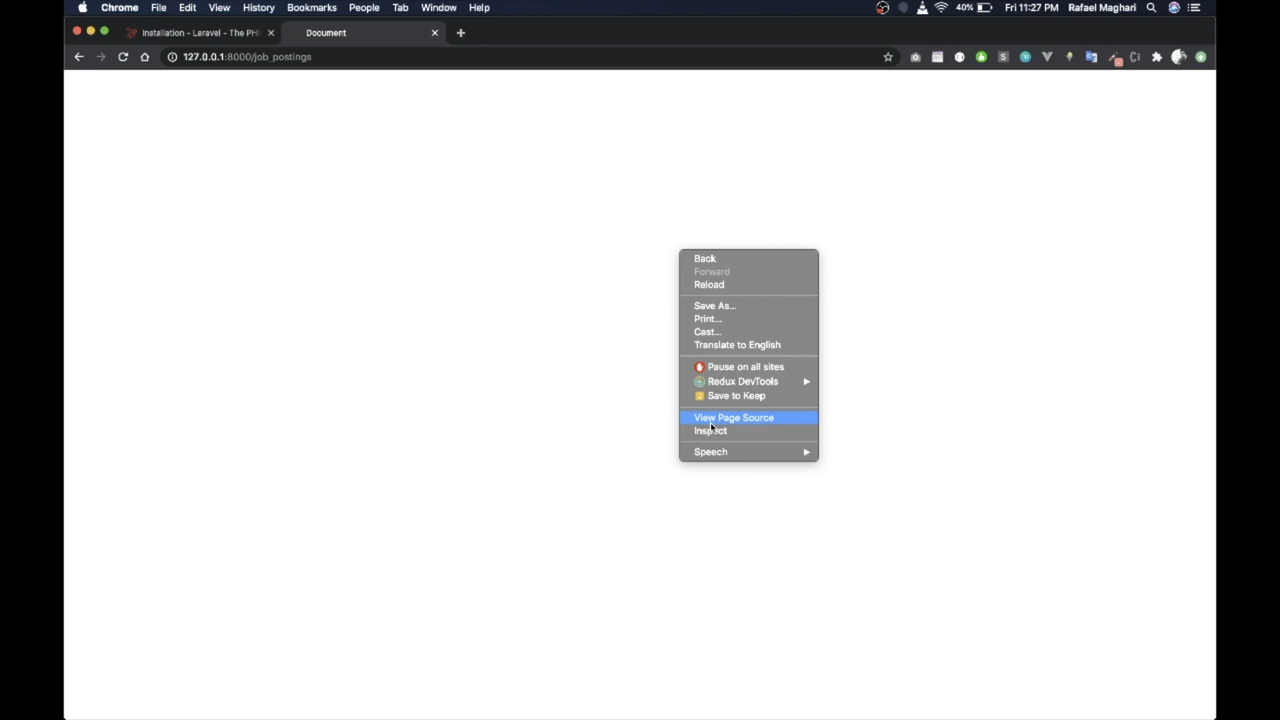 Chrome File Edit View History Bookmarks People Tab Window Help 40% Fri 11:27 PM Rafael Maghari
Installation - Laravel - The PHP Document
127.0.0.1:8000/job_postings
Back
Forward
Reload
Save As...
Print...
Cast...
Translate to English
Pause on all sites
Redux DevTools
Save to Keep
View Page Source
Inspect
Speech